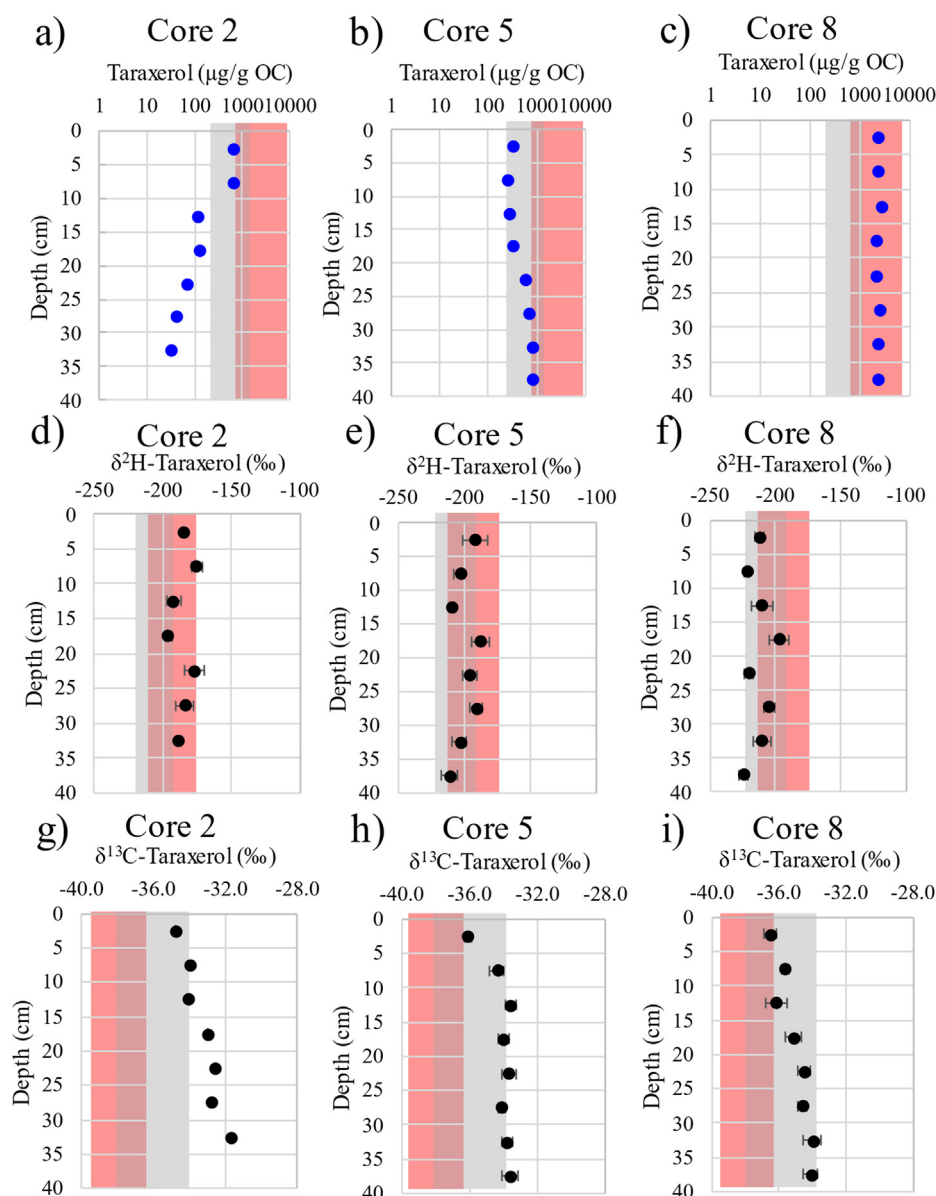 a) Core 2
Taraxerol (μg/g OC)
1 10 100 1000 10000
0
5
10
15
20
25
30
35
40
Depth (cm)
b) Core 5
Taraxerol (μg/g OC)
1 10 100 1000 10000
0
5
10
15
20
25
30
35
40
Depth (cm)
c) Core 8
Taraxerol (μg/g OC)
1 10 100 1000 10000
0
5
10
15
20
25
30
35
40
Depth (cm)
d) Core 2
δ²H-Taraxerol (‰)
-250 -200 -150 -100
0
5
10
15
20
25
30
35
40
Depth (cm)
e) Core 5
δ²H-Taraxerol (‰)
-250 -200 -150 -100
0
5
10
15
20
25
30
35
40
Depth (cm)
f) Core 8
δ²H-Taraxerol (‰)
-250 -200 -150 -100
0
5
10
15
20
25
30
35
40
Depth (cm)
g) Core 2
δ¹³C-Taraxerol (‰)
-40.0 -36.0 -32.0 -28.0
0
5
10
15
20
25
30
35
40
Depth (cm)
h) Core 5
δ¹³C-Taraxerol (‰)
-40.0 -36.0 -32.0 -28.0
0
5
10
15
20
25
30
35
40
Depth (cm)
i) Core 8
δ¹³C-Taraxerol (‰)
-40.0 -36.0 -32.0 -28.0
0
5
10
15
20
25
30
35
40
Depth (cm)